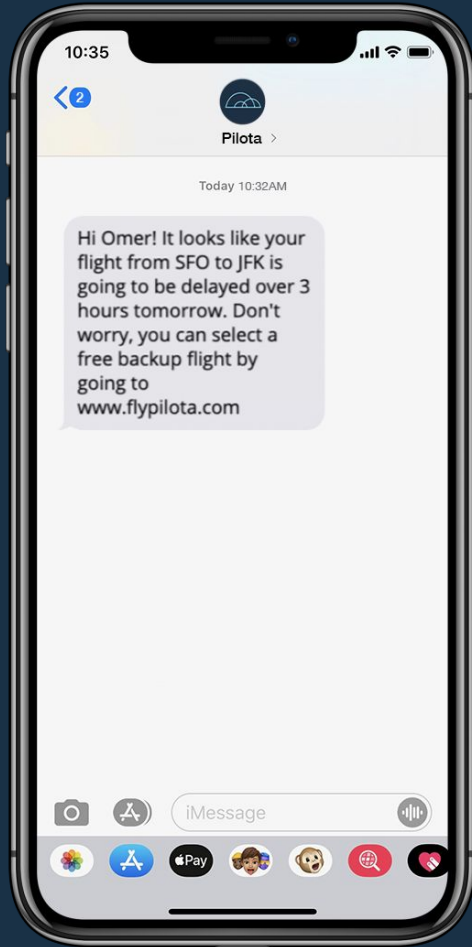 10:35
2
Pilota >
Today 10:32AM
Hi Omer! It looks like your
flight from SFO to JFK is
going to be delayed over 3
hours tomorrow. Don't
worry, you can select a
free backup flight by
going to
www.flypilota.com
iMessage
Pay